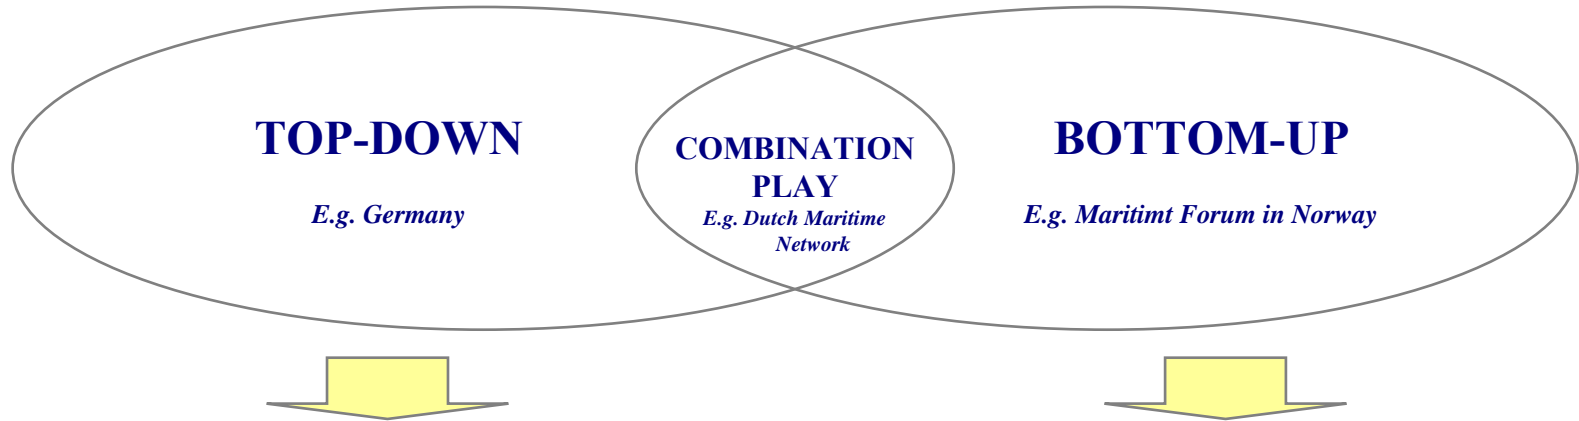 TOP-DOWN
E.g. Germany
COMBINATION
PLAY
E.g. Dutch Maritime
Network
BOTTOM-UP
E.g. Maritimt Forum in Norway